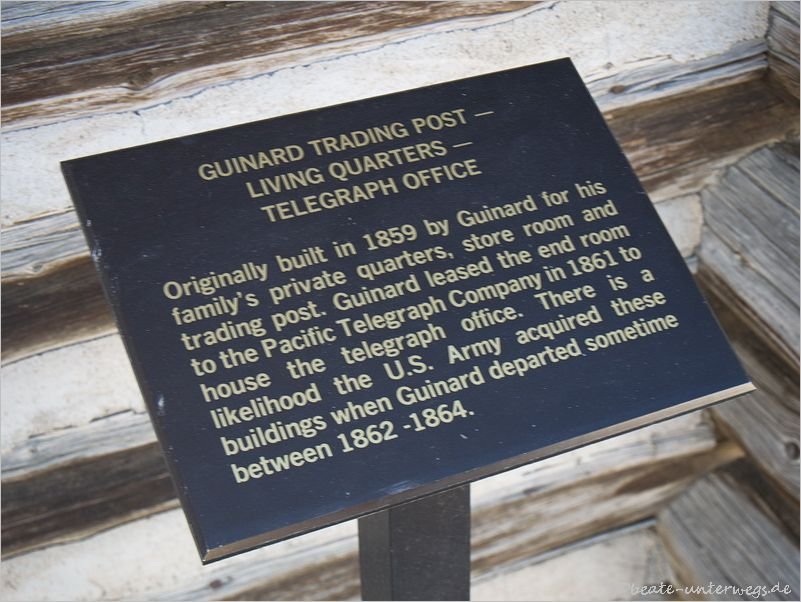 GUINARD TRADING POST —
LIVING QUARTERS —
TELEGRAPH OFFICE
Originally built in 1859 by Guinard for his
family's private quarters, store room and
trading post. Guinard leased the end room
to the Pacific Telegraph Company in 1861 to
house the telegraph office. There is a
likelihood the U.S. Army acquired these
buildings when Guinard departed sometime
between 1862 -1864.
beate-unterwegs.de